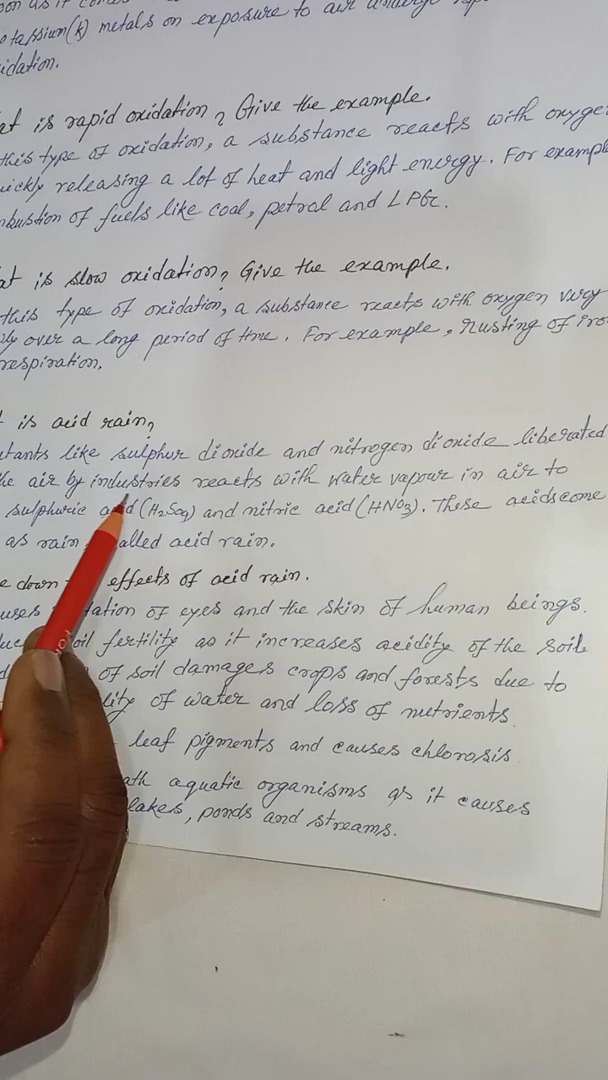 metals on exposure to air
idation.
at is rapid oxidation? Give the example.
this type of oxidation, a substance reacts with oxyge
uickly releasing a lot of heat and light energy. For exampl
mbustion of fuels like coal, petrol and LPG.
at is slow oxidation? Give the example.
this type of oxidation, a substance reacts with oxygen very
ly over a long period of time. For example, Rusting of iro
respiration.
is acid rain?
utants like sulphur dioxide and nitrogen dioxide liberated
he air by industries reacts with water vapour in air to
sulphuric a d (H2SO4) and nitric acid (HNO3). These acids come
as rain alled acid rain.
e down effects of acid rain.
uses tation of eyes and the skin of human beings.
duc oil fertility as it increases acidity of the soil
of soil damages crops and forests due to
lity of water and loss of nutrients.
leaf pigments and causes chlorosis.
ath aquatic organisms as it causes
lakes, ponds and streams.